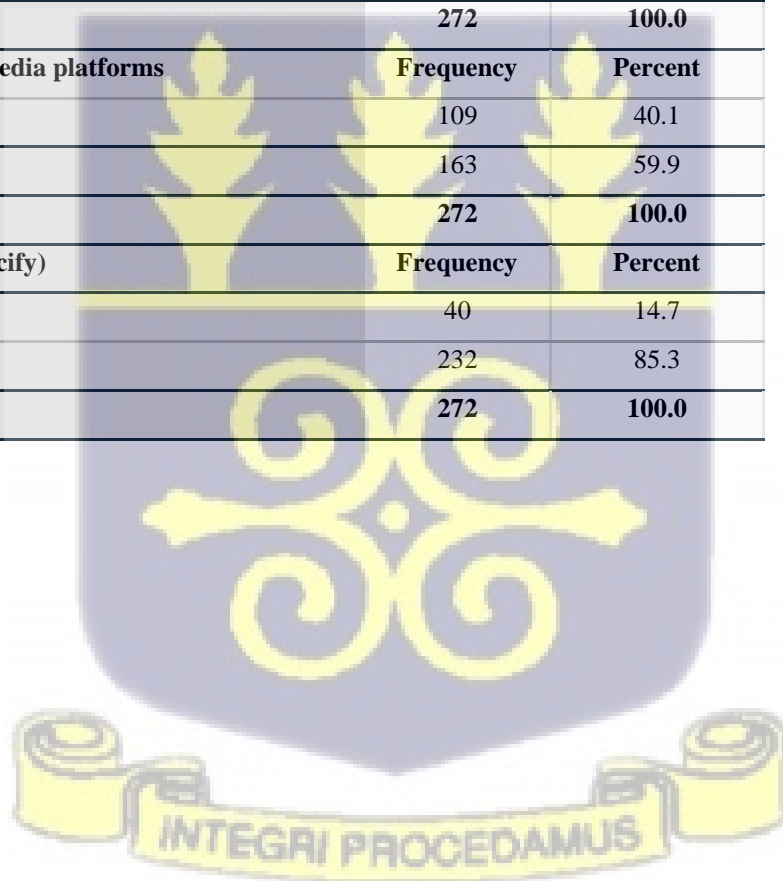 272 100.0
edia platforms Frequency Percent
109 40.1
163 59.9
272 100.0
cify) Frequency Percent
40 14.7
232 85.3
272 100.0
INTEGRI PROCEDAMUS